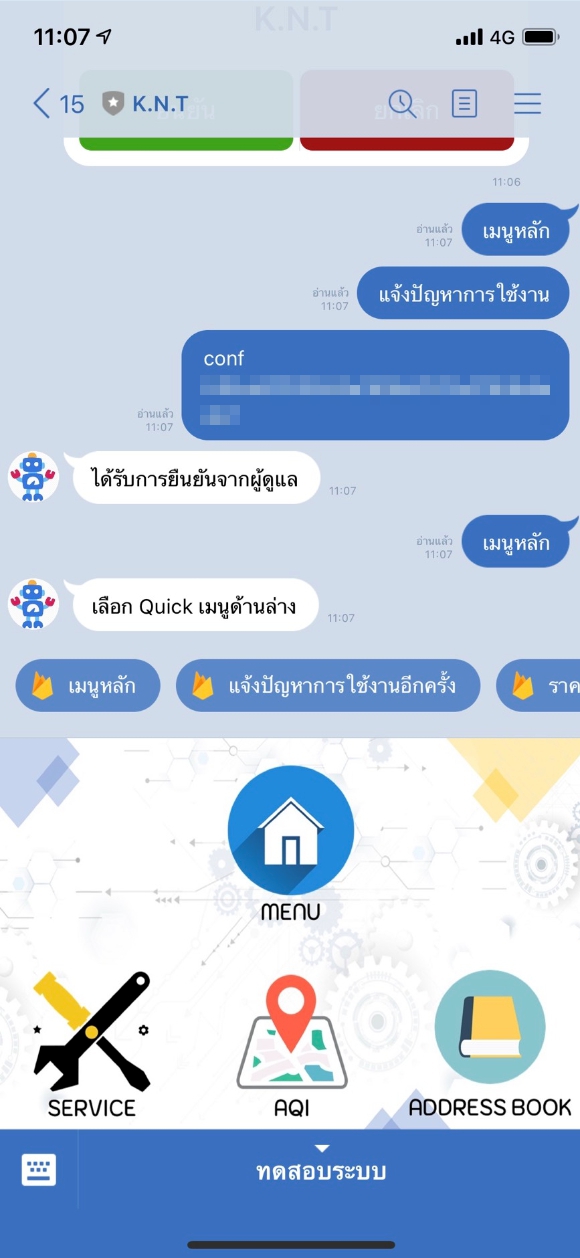 K.N.T
11:07
4G
15
K.N.T
ยืนยัน
ยกเลิก
11:06
เมนูหลัก
อ่านแล้ว
11:07
แจ้งปัญหาการใช้งาน
อ่านแล้ว
11:07
conf
อ่านแล้ว
11:07
ได้รับการยืนยันจากผู้ดูแล
11:07
เมนูหลัก
อ่านแล้ว
11:07
เลือก Quick เมนูด้านล่าง
11:07
เมนูหลัก
แจ้งปัญหาการใช้งานอีกครั้ง
ราค
MENU
SERVICE
AQI
ADDRESS BOOK
ทดสอบระบบ